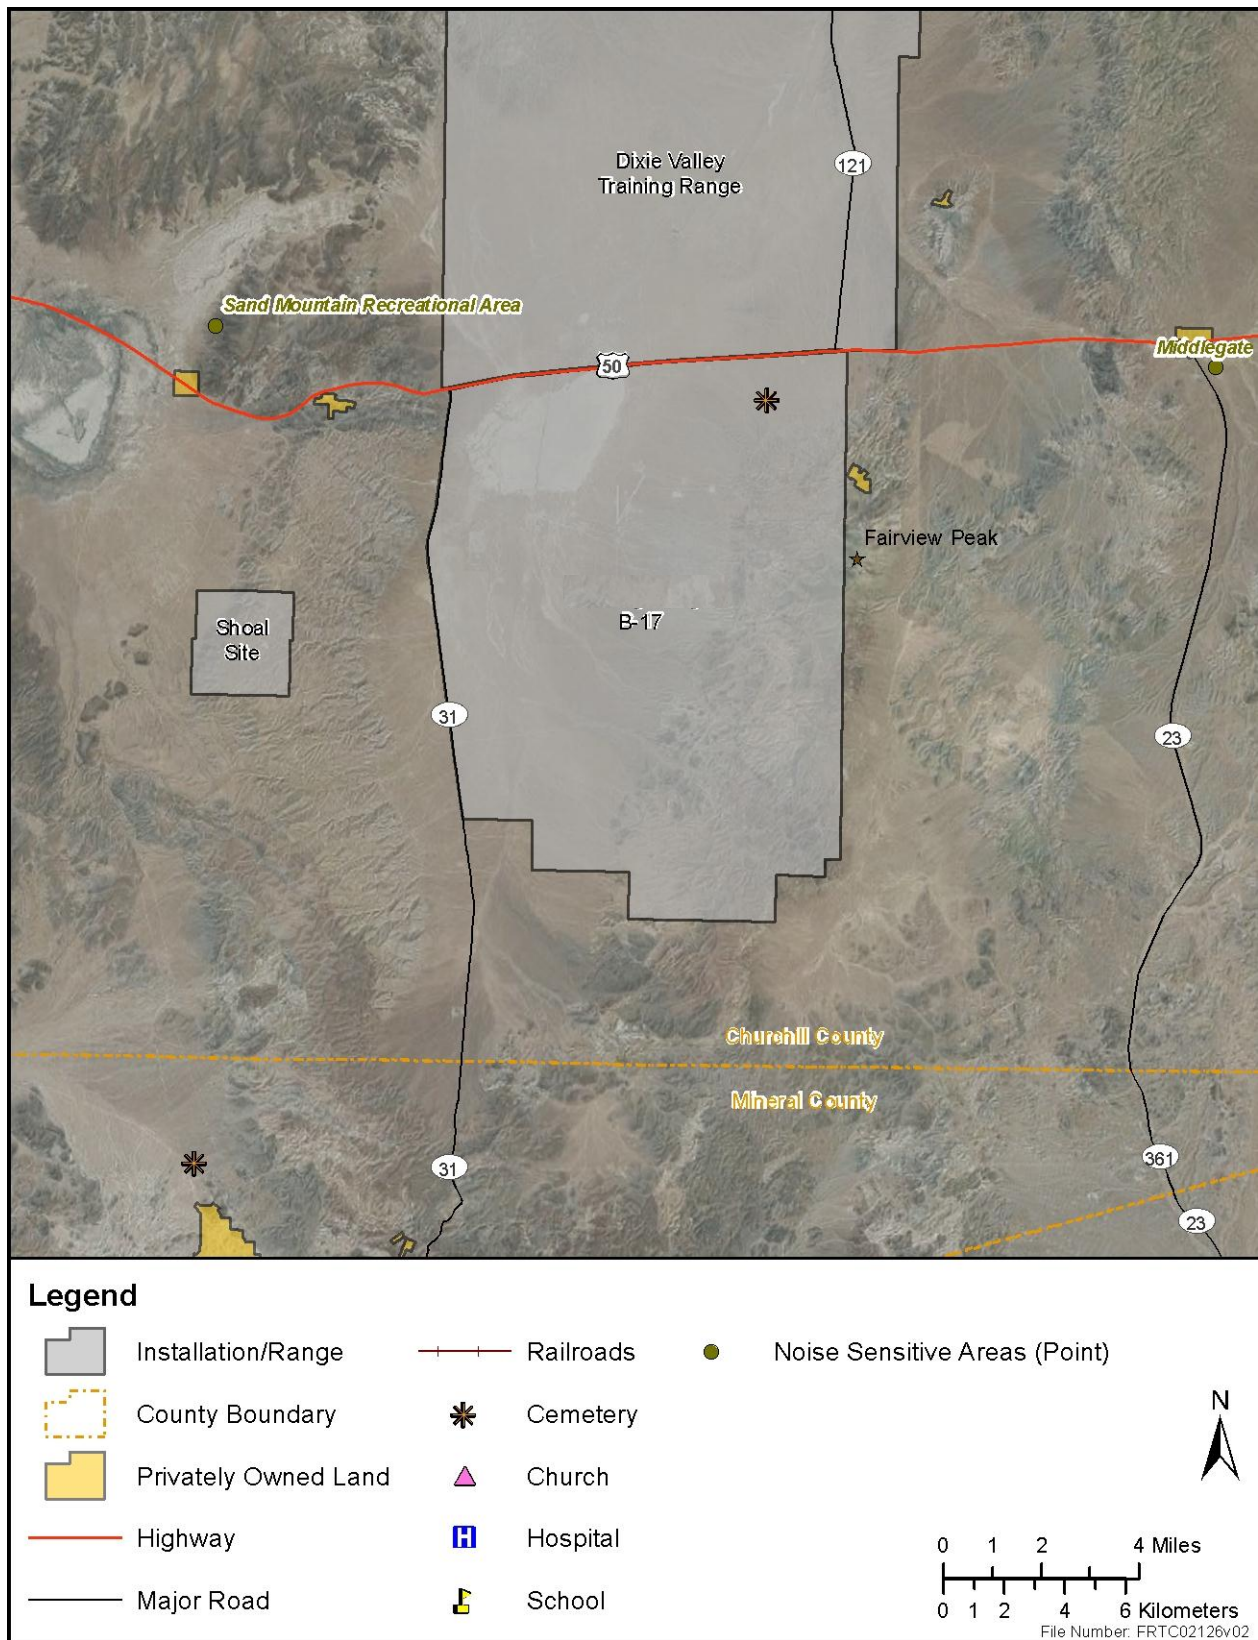 Dixie Valley
Training Range
121
Sand Mountain Recreational Area
Middlegate
50
Fairview Peak
B-17
Shoal
Site
31
23
Churchill County
Mineral County
31
361
23
Legend
Installation/Range
Railroads
Noise Sensitive Areas (Point)
County Boundary
Cemetery
N
Privately Owned Land
Church
Highway
H
Hospital
0 1 2 4 Miles
Major Road
School
0 1 2 4 6 Kilometers
File Number: FRTC02126v02